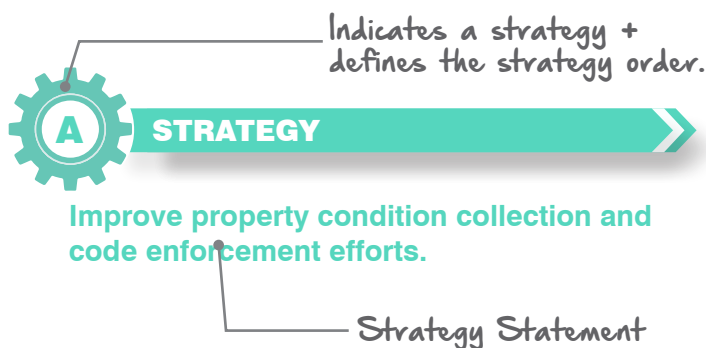 Indicates a strategy +
defines the strategy order.
A
STRATEGY
Improve property condition collection and
code enforcement efforts.
Strategy Statement